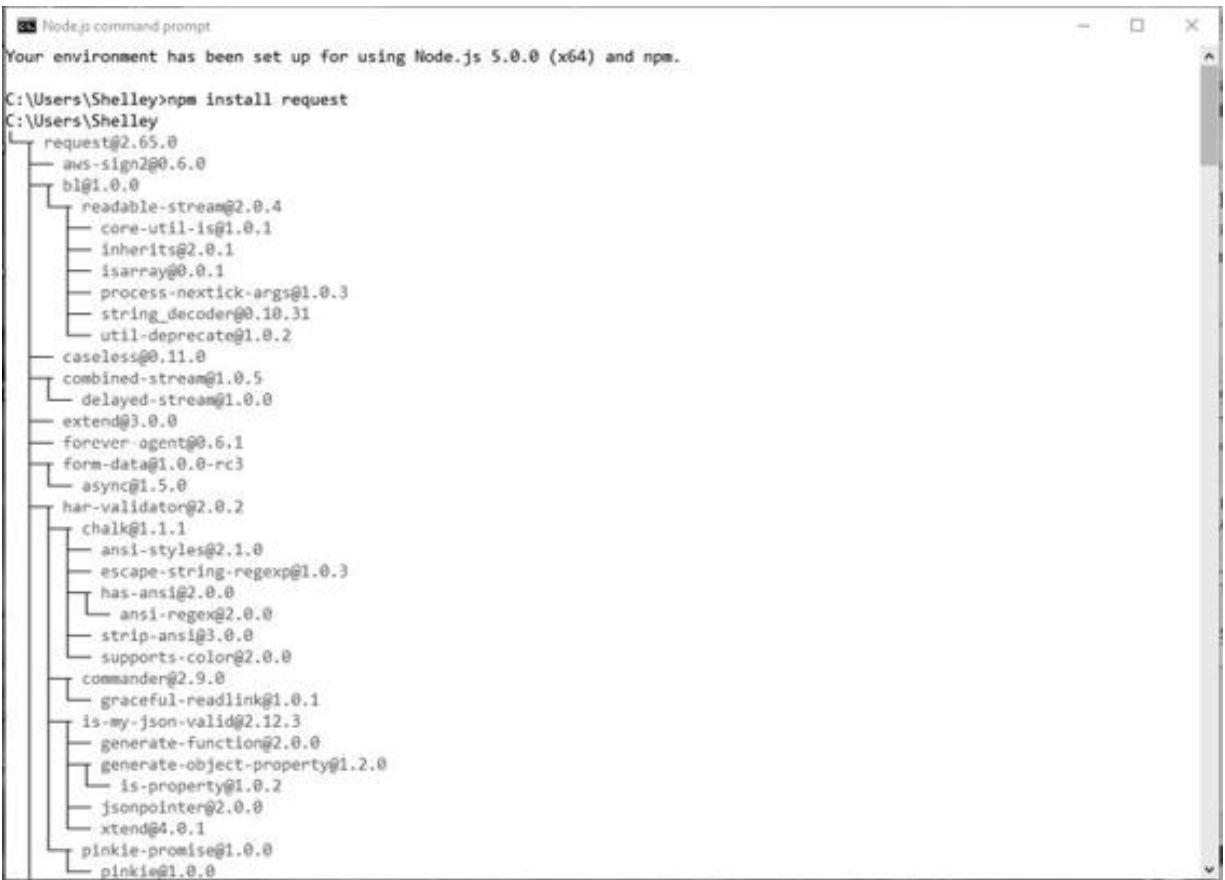 Node.js command prompt
Your environment has been set up for using Node.js 5.0.0 (x64) and npm.
C:\Users\Shelley>npm install request
C:\Users\Shelley
request@2.65.0
aws-sign2@0.6.0
bl@1.0.0
readable-stream@2.0.4
core-util-is@1.0.1
inherits@2.0.1
isarray@0.0.1
process-nextick-args@1.0.3
string_decoder@0.10.31
util-deprecate@1.0.2
caseless@0.11.0
combined-stream@1.0.5
delayed-stream@1.0.0
extend@3.0.0
forever-agent@0.6.1
form-data@1.0.0-rc3
async@1.5.0
har-validator@2.0.2
chalk@1.1.1
ansi-styles@2.1.0
escape-string-regexp@1.0.3
has-ansi@2.0.0
ansi-regex@2.0.0
strip-ansi@3.0.0
supports-color@2.0.0
commander@2.9.0
graceful-readlink@1.0.1
is-my-json-valid@2.12.3
generate-function@2.0.0
generate-object-property@1.2.0
is-property@1.0.2
jsonpointer@2.0.0
xtend@4.0.1
pinkie-promise@1.0.0
pinkie@1.0.0